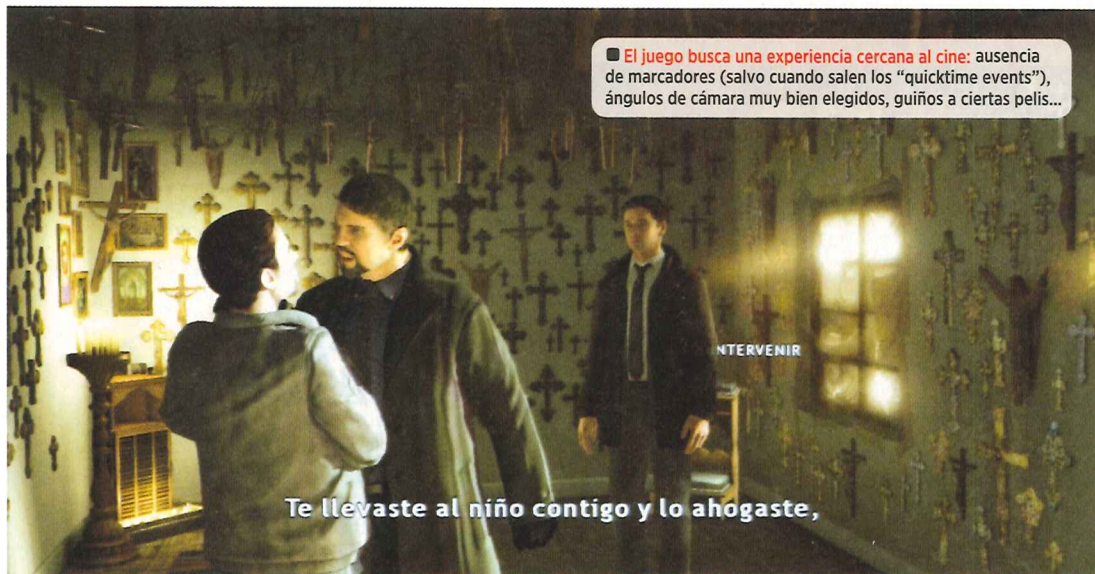 El juego busca una experiencia cercana al cine: ausencia
de marcadores (salvo cuando salen los “quicktime events”),
ángulos de cámara muy bien elegidos, guiños a ciertas pelis...
NTERVENIR
Te llevaste al niño contigo y lo ahogaste,